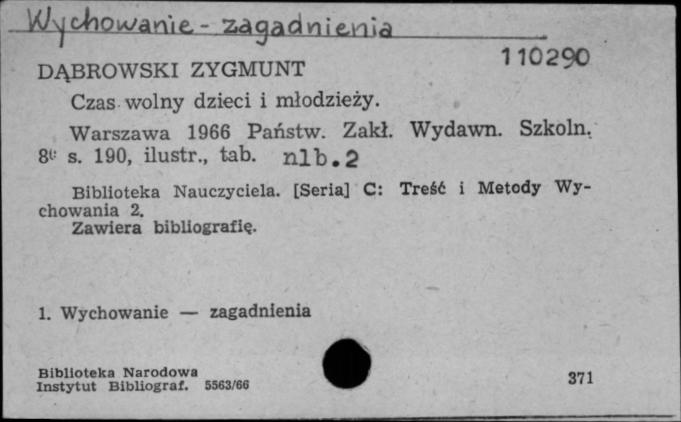 Wychowanie - zagadnienia
110290
DĄBROWSKI ZYGMUNT
Czas wolny dzieci i młodzieży.
Warszawa 1966 Państw. Zakł. Wydawn. Szkoln.
8° s. 190, ilustr., tab. nlb.2
Biblioteka Nauczyciela. [Seria] C: Treść i Metody Wy-
chowania 2.
Zawiera bibliografię.
1. Wychowanie — zagadnienia
Biblioteka Narodowa
Instytut Bibliograf. 5563/66
371